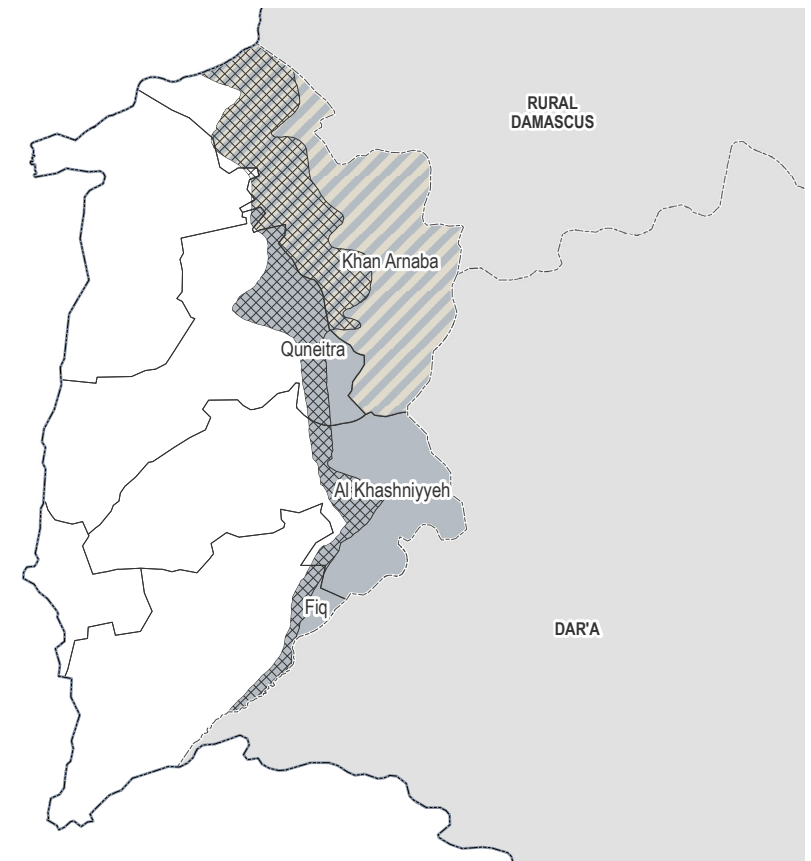 RURAL
DAMASCUS
Khan Arnaba
Quneitra
Al Khashniyyeh
Fiq
DAR'A